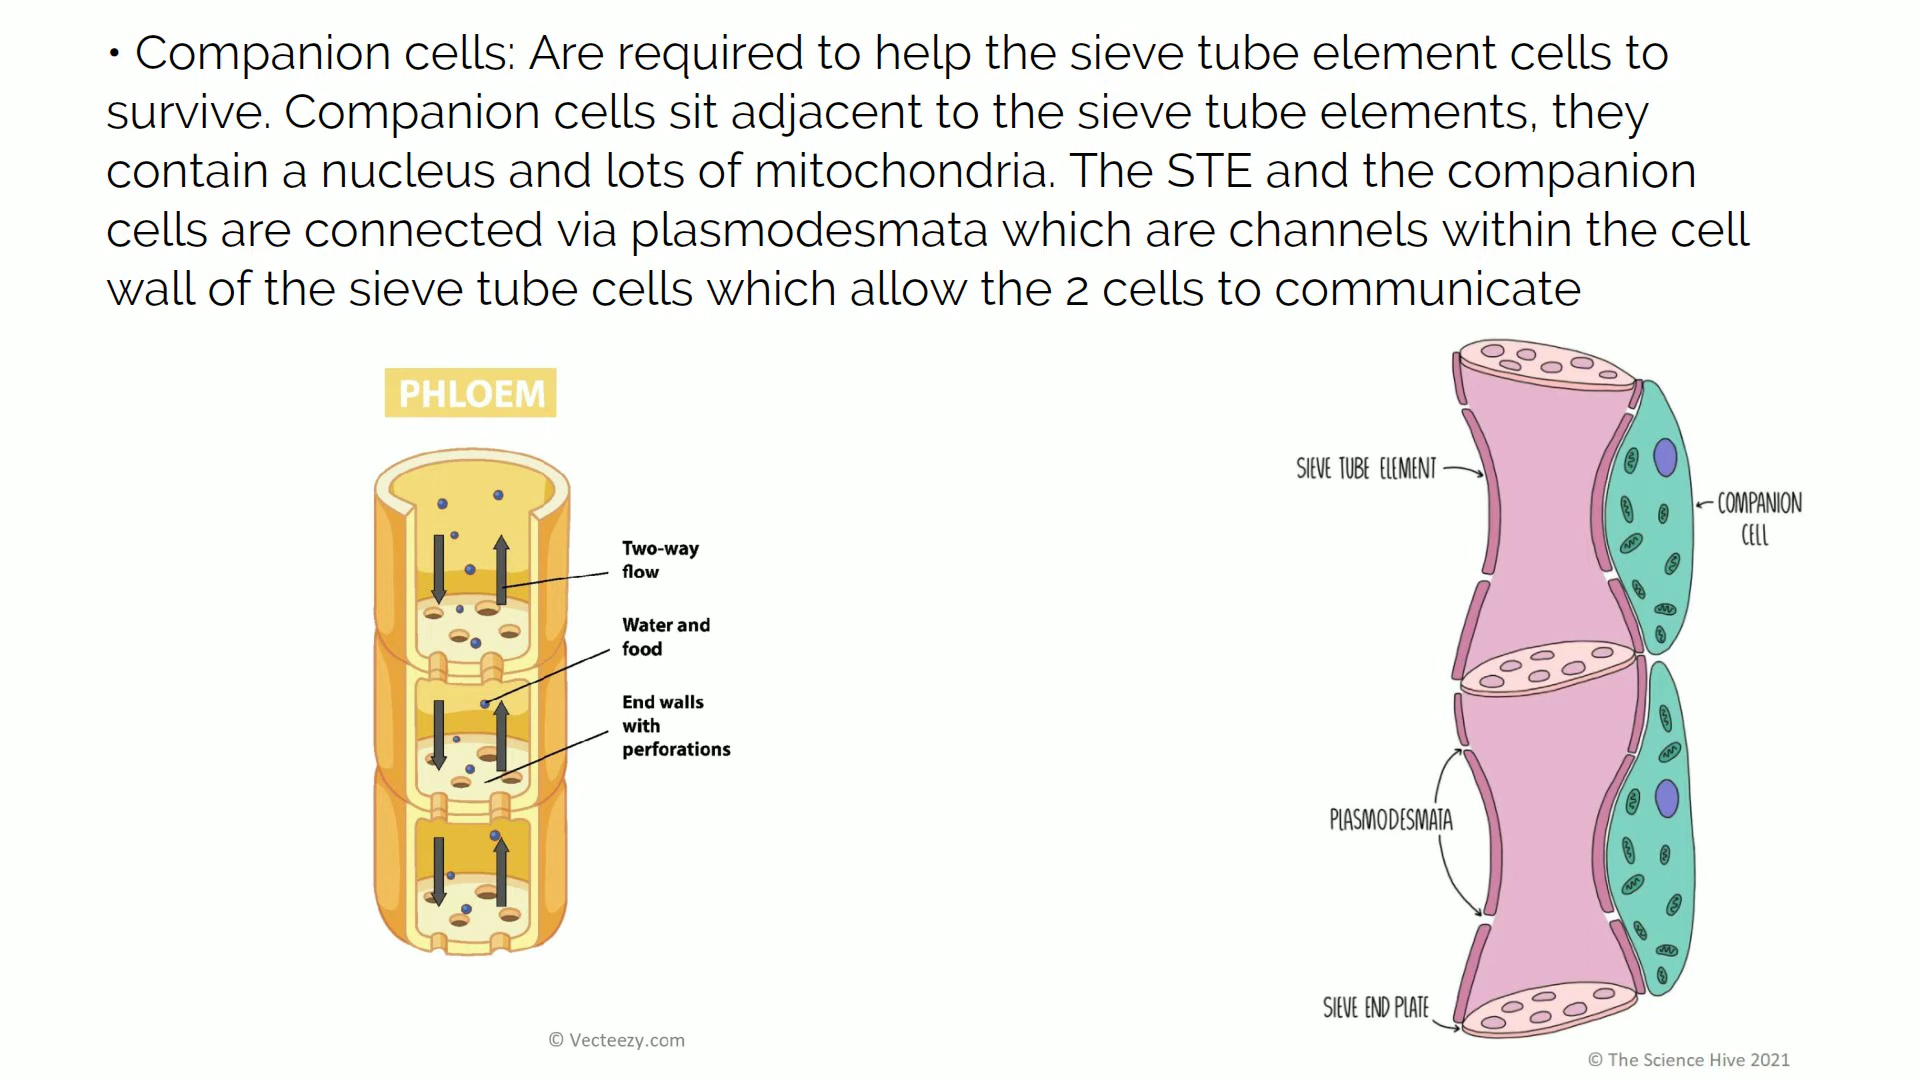 • Companion cells: Are required to help the sieve tube element cells to
survive. Companion cells sit adjacent to the sieve tube elements, they
contain a nucleus and lots of mitochondria. The STE and the companion
cells are connected via plasmodesmata which are channels within the cell
wall of the sieve tube cells which allow the 2 cells to communicate
PHLOEM
Two-way
flow
Water and
food
End walls
with
perforations
© Vecteezy.com
SIEVE TUBE ELEMENT
COMPANION
CELL
PLASMODESMATA
SIEVE END PLATE
© The Science Hive 2021